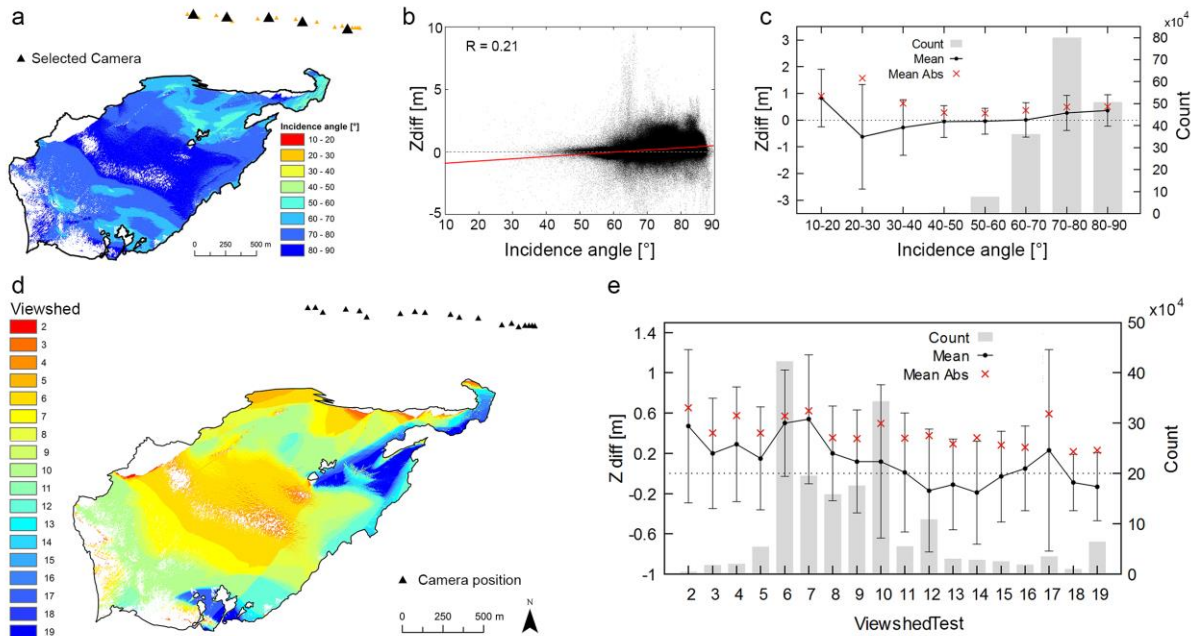 a
Selected Camera
Incidence angle [°]
10 - 20
20 - 30
30 - 40
40 - 50
50 - 60
60 - 70
70 - 80
80 - 90
0 250 500 m
b
10
5
0
-5
Zdiff [m]
R = 0.21
10 20 30 40 50 60 70 80 90
Incidence angle [°]
c
3
2
1
0
-1
-2
-3
Zdiff [m]
Count
Mean
Mean Abs
x10⁴
80
70
60
50
40
30
20
10
0
Count
10-20 20-30 30-40 40-50 50-60 60-70 70-80 80-90
Incidence angle [°]
d
Viewshed
2
3
4
5
6
7
8
9
10
11
12
13
14
15
16
17
18
19
Camera position
0 250 500 m
N
e
1.4
1
0.6
0.2
-0.2
-0.6
-1
Z diff [m]
Count
Mean
Mean Abs
x10⁴
50
40
30
20
10
0
Count
2 3 4 5 6 7 8 9 10 11 12 13 14 15 16 17 18 19
ViewshedTest